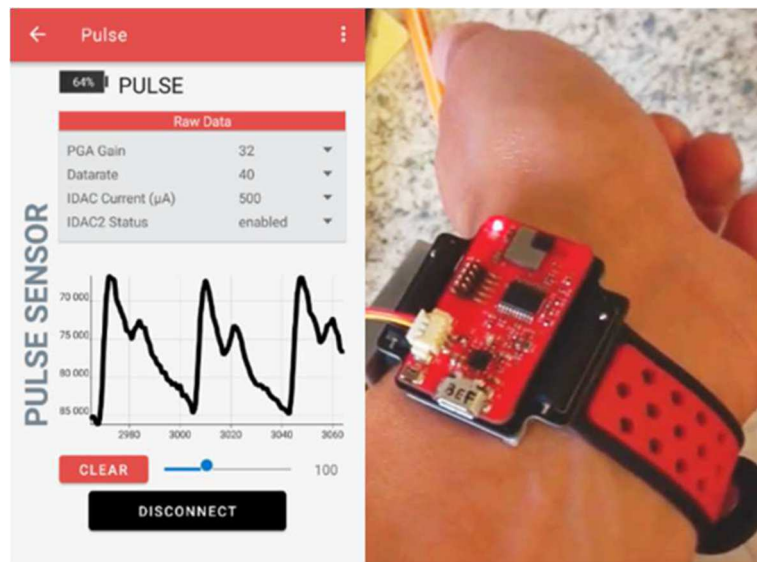 ← Pulse
64% PULSE
Raw Data
PGA Gain 32
Datarate 40
IDAC Current (µA) 500
IDAC2 Status enabled
PULSE SENSOR
70 000
75 000
80 000
85 000
2980 3000 3020 3040 3060
CLEAR 100
DISCONNECT